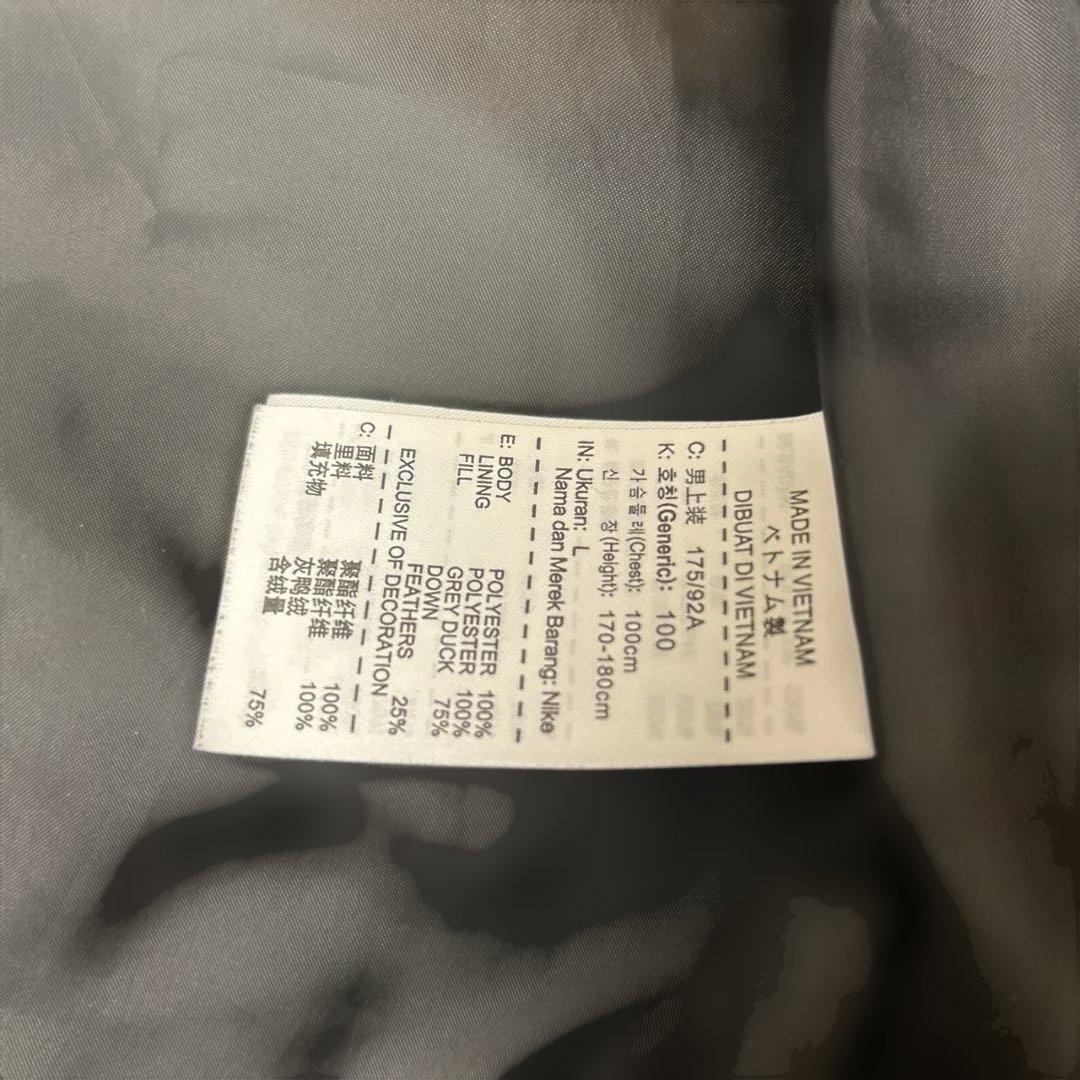 MADE IN VIETNAM
ベトナム製
DIBUAT DI VIETNAM
C: 男上装 175/92A
K: 호칭(Generic): 100
가슴둘레(Chest): 100cm
신 장(Height): 170-180cm
IN: Ukuran: L
Nama dan Merek Barang: Nike
E: BODY POLYESTER 100%
LINING POLYESTER 100%
FILL GREY DUCK 75%
DOWN
FEATHERS 25%
EXCLUSIVE OF DECORATION
C: 面料 聚酯纤维 100%
里料 聚酯纤维 100%
填充物 灰鸭绒
含绒量 75%